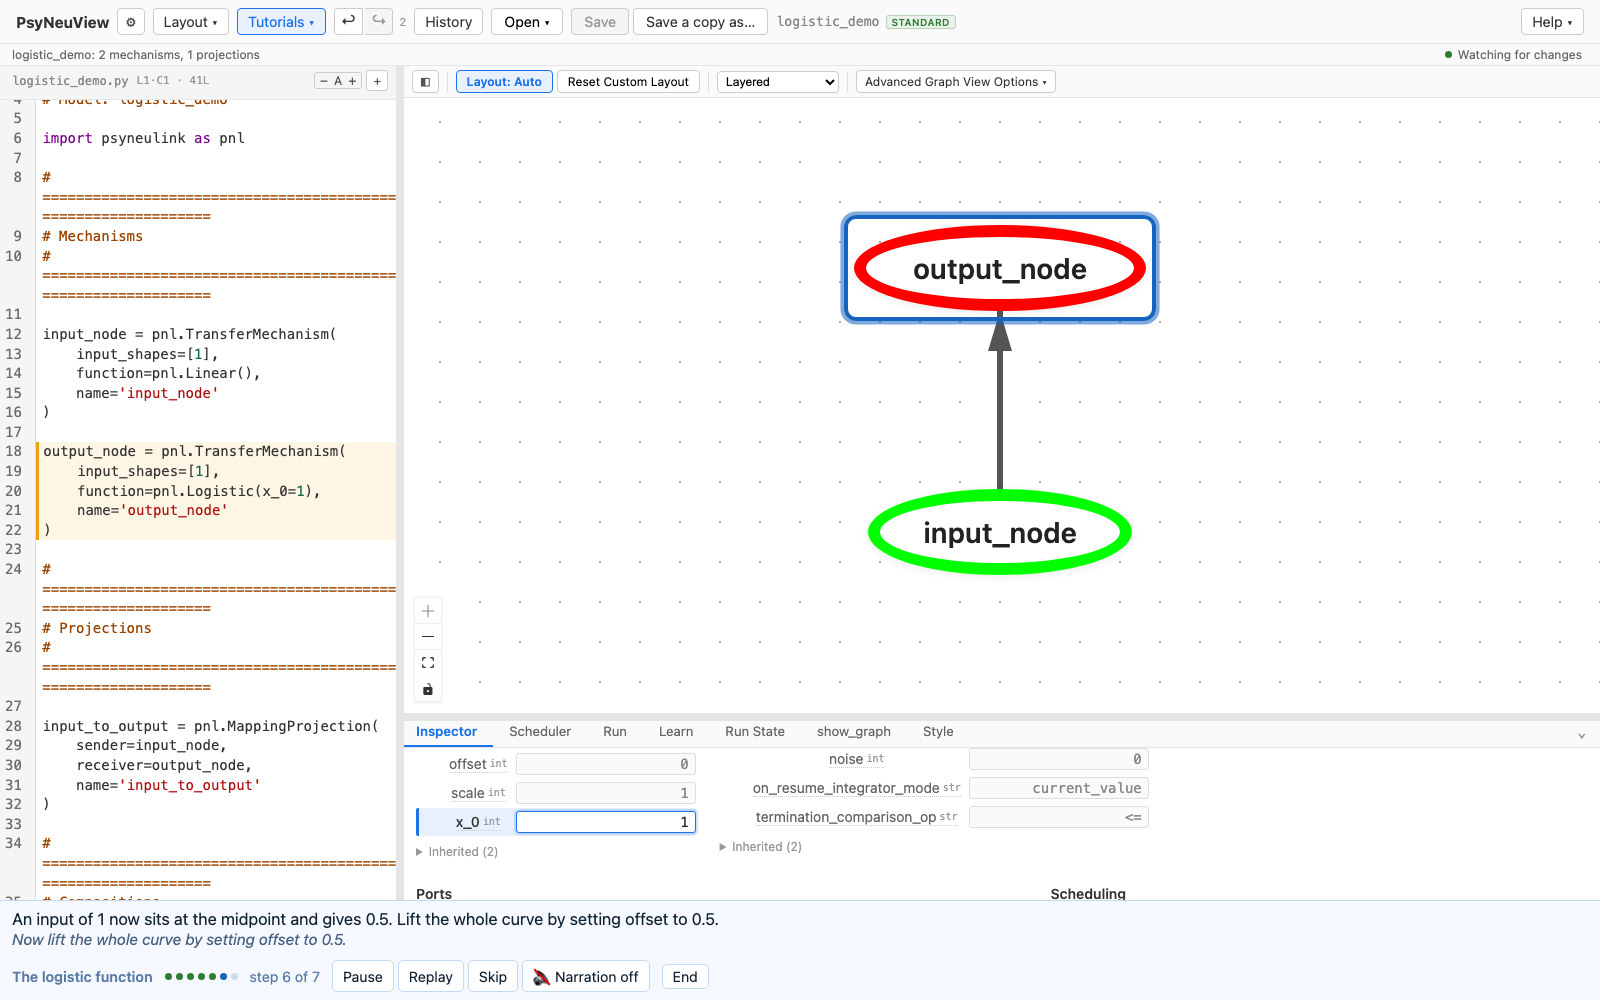 PsyNeuView
Layout ▾
Tutorials ▾
2
History
Open ▾
Save
Save a copy as...
logistic_demo
STANDARD
Help ▾
logistic_demo: 2 mechanisms, 1 projections
Watching for changes
logistic_demo.py L1:C1 · 41L
− A +
+
Layout: Auto
Reset Custom Layout
Layered
Advanced Graph View Options ▾
4 # Model: logistic_demo
5
6 import psyneulink as pnl
7
8 #
==========================================
====================
9 # Mechanisms
10 #
==========================================
====================
11
12 input_node = pnl.TransferMechanism(
13     input_shapes=[1],
14     function=pnl.Linear(),
15     name='input_node'
16 )
17
18 output_node = pnl.TransferMechanism(
19     input_shapes=[1],
20     function=pnl.Logistic(x_0=1),
21     name='output_node'
22 )
23
24 #
==========================================
====================
25 # Projections
26 #
==========================================
====================
27
28 input_to_output = pnl.MappingProjection(
29     sender=input_node,
30     receiver=output_node,
31     name='input_to_output'
32 )
33
34 #
==========================================
====================
output_node
input_node
Inspector
Scheduler
Run
Learn
Run State
show_graph
Style
offset int 0
scale int 1
x_0 int 1
▶ Inherited (2)
noise int 0
on_resume_integrator_mode str current_value
termination_comparison_op str <=
▶ Inherited (2)
Ports
Scheduling
An input of 1 now sits at the midpoint and gives 0.5. Lift the whole curve by setting offset to 0.5.
Now lift the whole curve by setting offset to 0.5.
The logistic function
step 6 of 7
Pause
Replay
Skip
Narration off
End